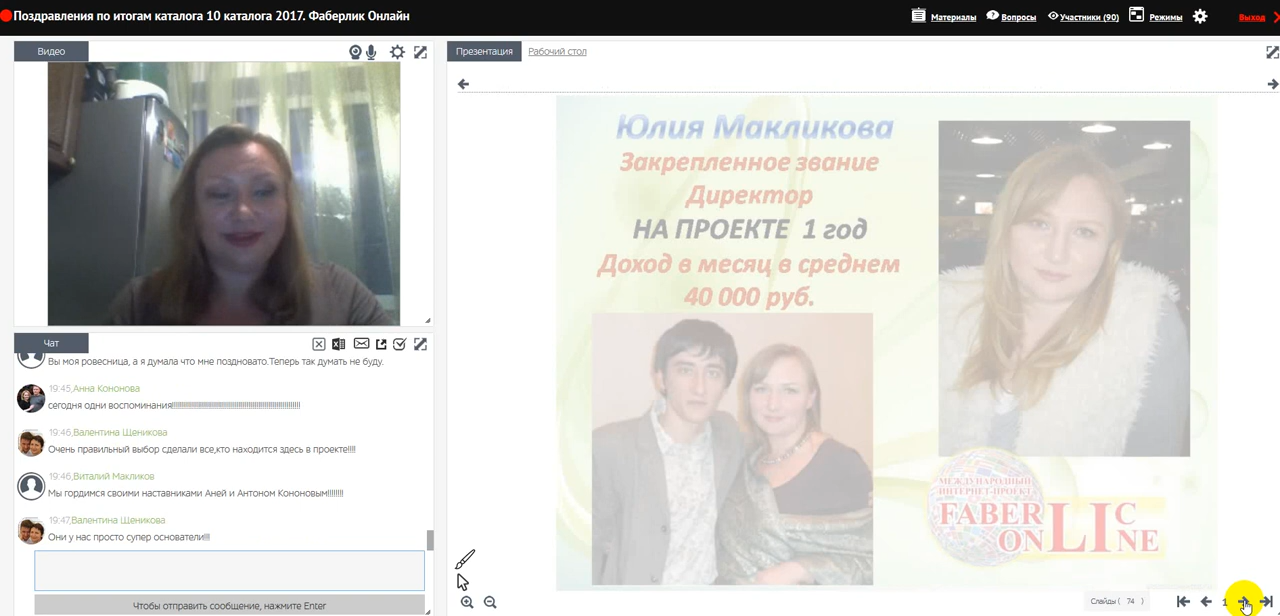 Поздравления по итогам каталога 10 каталога 2017. Фаберлик Онлайн
Материалы
Вопросы
Участники (90)
Режимы
Выход
Видео
Презентация
Рабочий стол
Юлия Макликова
Закрепленное звание
Директор
НА ПРОЕКТЕ 1 год
Доход в месяц в среднем
40 000 руб.
МЕЖДУНАРОДНЫЙ
ИНТЕРНЕТ-ПРОЕКТ
FABERLIC
ONLINE
Чат
Вы моя ровесница, а я думала что мне поздновато.Теперь так думать не буду.
19:45,Анна Кононова
сегодня одни воспоминания!!!!!!!!!!!!!!!!!!!!!!!!!!!!!!!!!!!!!!!!!!!!!!!!!!!!!!!!!!!!
19:46,Валентина Щеникова
Очень правильный выбор сделали все,кто находится здесь в проекте!!!!
19:46,Виталий Макликов
Мы гордимся своими наставниками Аней и Антоном Кононовым!!!!!!!!
19:47,Валентина Щеникова
Они у нас просто супер основатели!!!
Чтобы отправить сообщение, нажмите Enter
Слайды ( 74 )
1